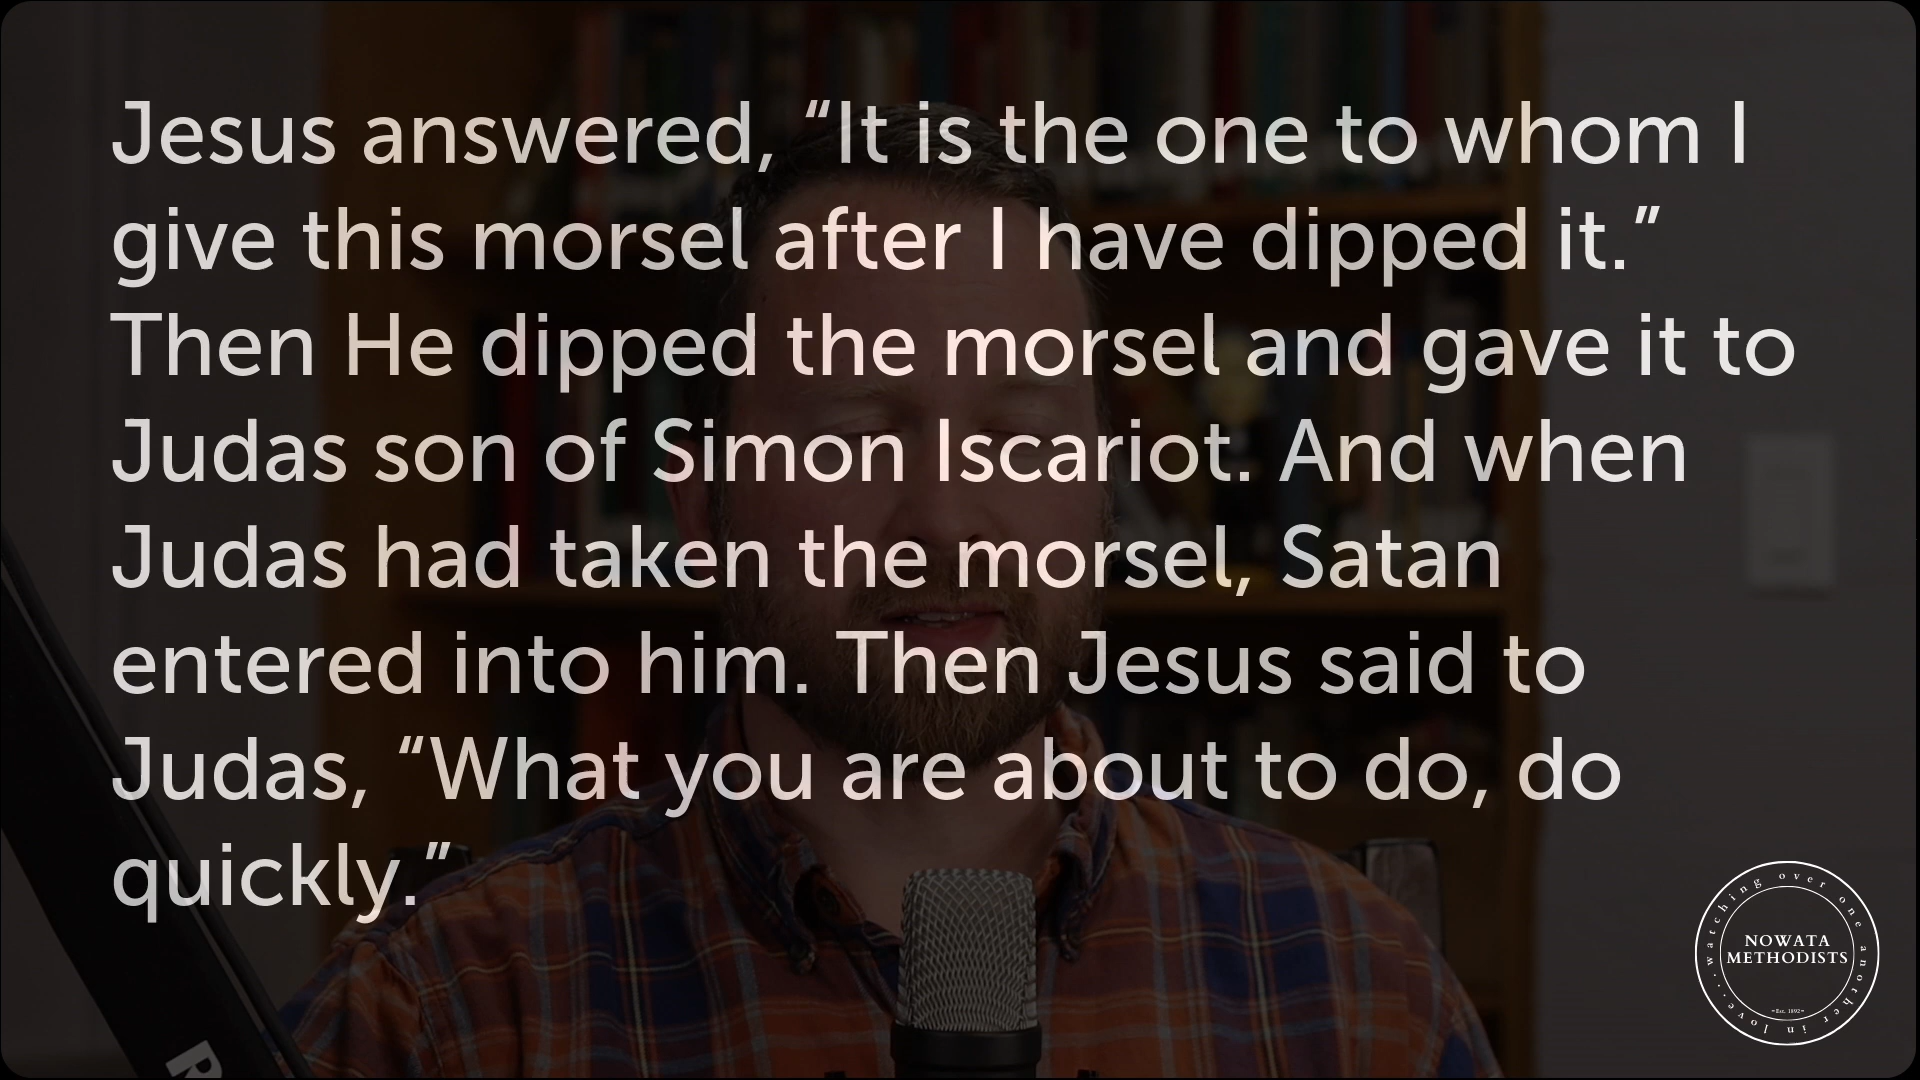 Jesus answered, “It is the one to whom I
give this morsel after I have dipped it.”
Then He dipped the morsel and gave it to
Judas son of Simon Iscariot. And when
Judas had taken the morsel, Satan
entered into him. Then Jesus said to
Judas, “What you are about to do, do
quickly.”
watching over one another in love...
NOWATA
METHODISTS
Est. 1892
R